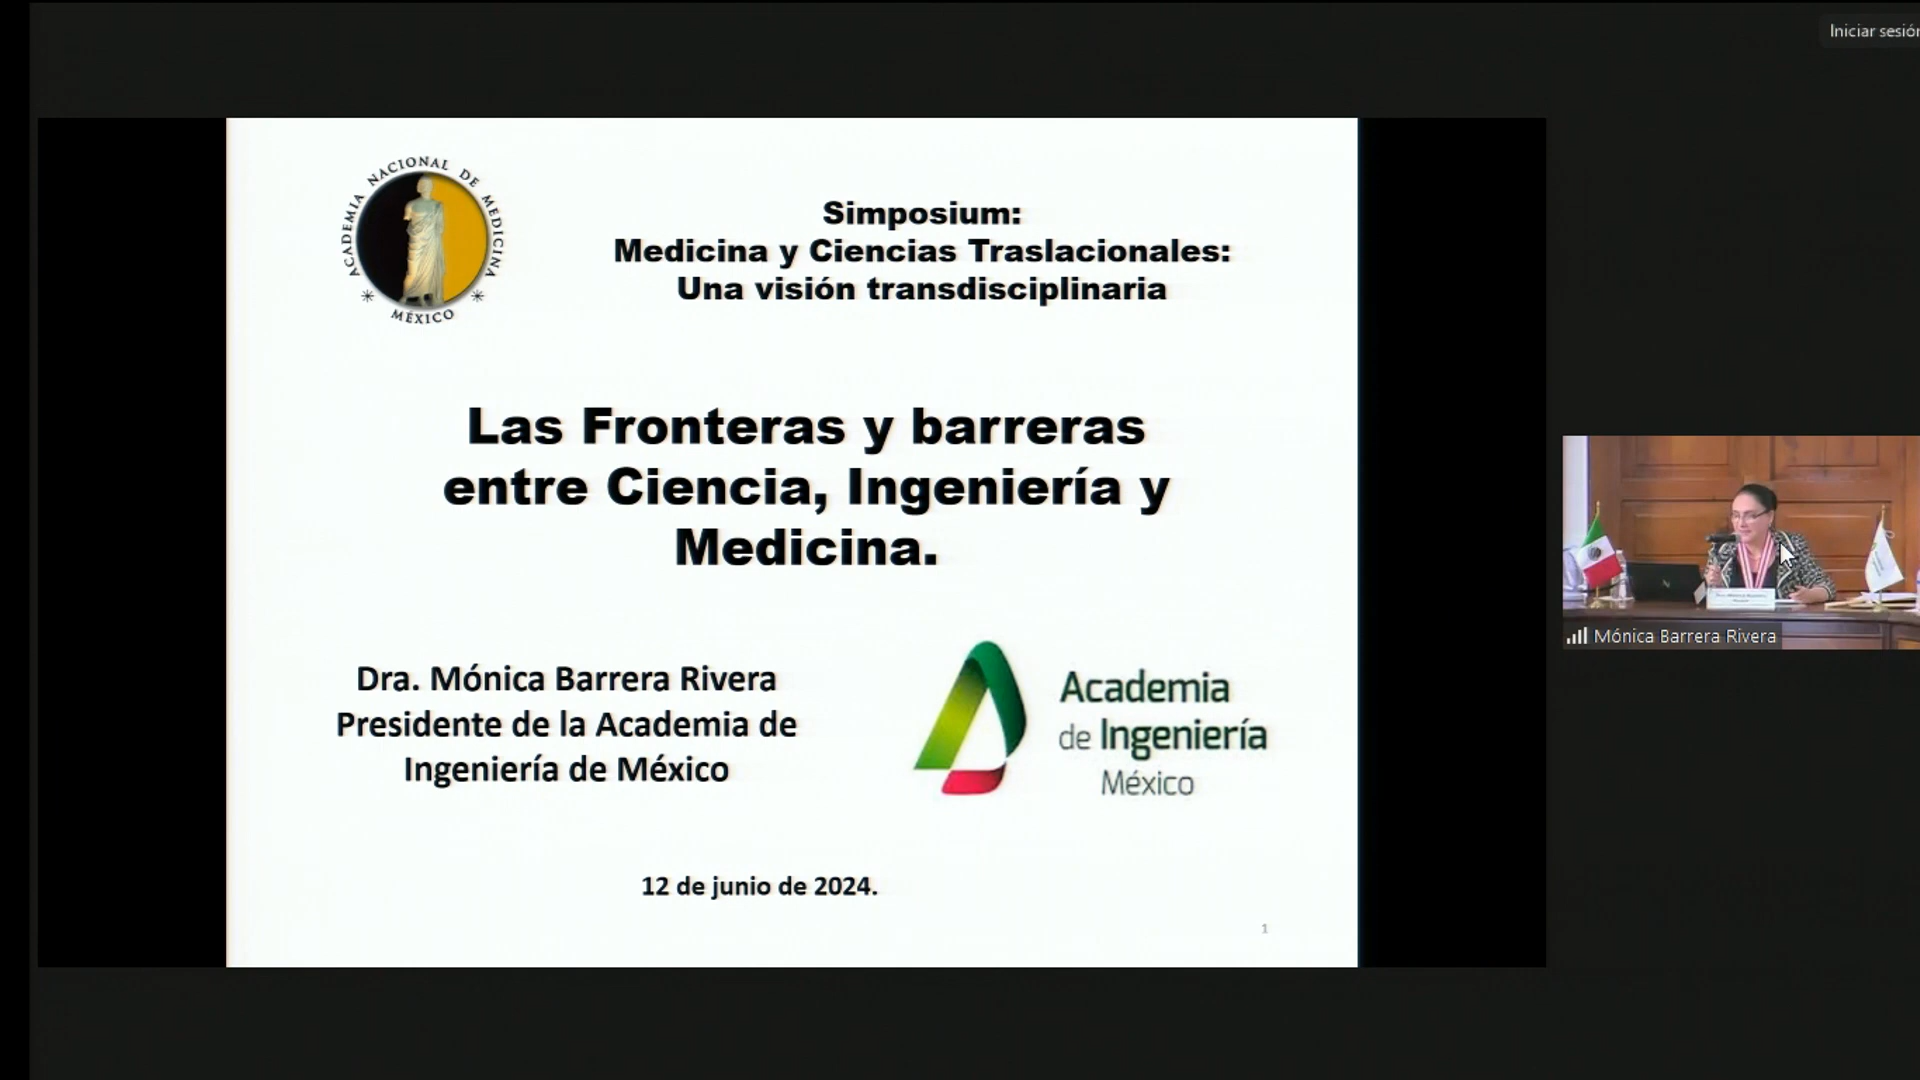 Iniciar sesión
ACADEMIA NACIONAL DE MEDICINA
MÉXICO
Simposium:
Medicina y Ciencias Traslacionales:
Una visión transdisciplinaria
Las Fronteras y barreras
entre Ciencia, Ingeniería y
Medicina.
Dra. Mónica Barrera Rivera
Presidente de la Academia de
Ingeniería de México
Academia
de Ingeniería
México
12 de junio de 2024.
1
Mónica Barrera Rivera